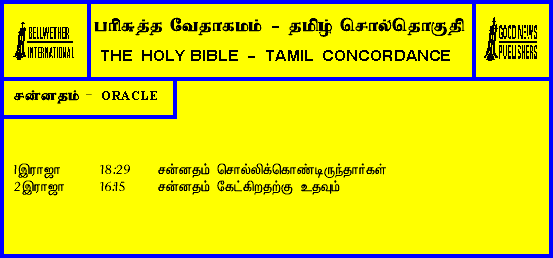 BELLWETHER
INTERNATIONAL
பரிசுத்த வேதாகமம் - தமிழ் சொல்தொகுதி
THE HOLY BIBLE - TAMIL CONCORDANCE
GOOD NEWS
PUBLISHERS
சன்னதம் - ORACLE
1இராஜா 18:29 சன்னதம் சொல்லிக்கொண்டிருந்தார்கள்
2இராஜா 16:15 சன்னதம் கேட்கிறதற்கு உதவும்